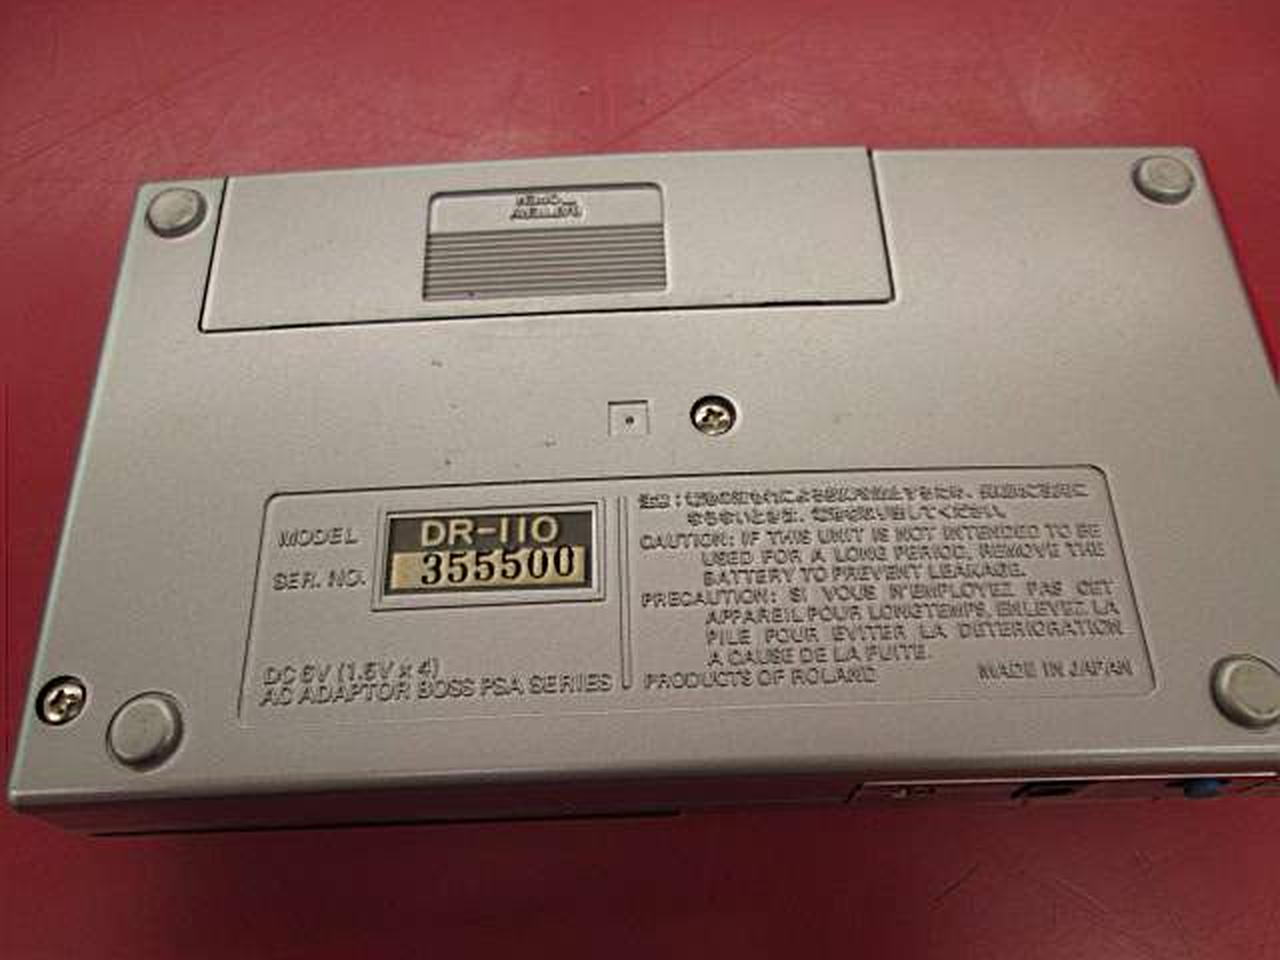 MODEL DR-110
SER. NO. 355500
DC 6V (1.5V x 4)
AC ADAPTOR BOSS PSA SERIES
CAUTION: IF THIS UNIT IS NOT INTENDED TO BE
USED FOR A LONG PERIOD, REMOVE THE
BATTERY TO PREVENT LEAKAGE.
PRECAUTION: SI VOUS N'EMPLOYEZ PAS CET
APPAREIL POUR LONGTEMPS, ENLEVEZ LA
PILE POUR EVITER LA DETERIORATION
A CAUSE DE LA FUITE.
PRODUCTS OF ROLAND MADE IN JAPAN